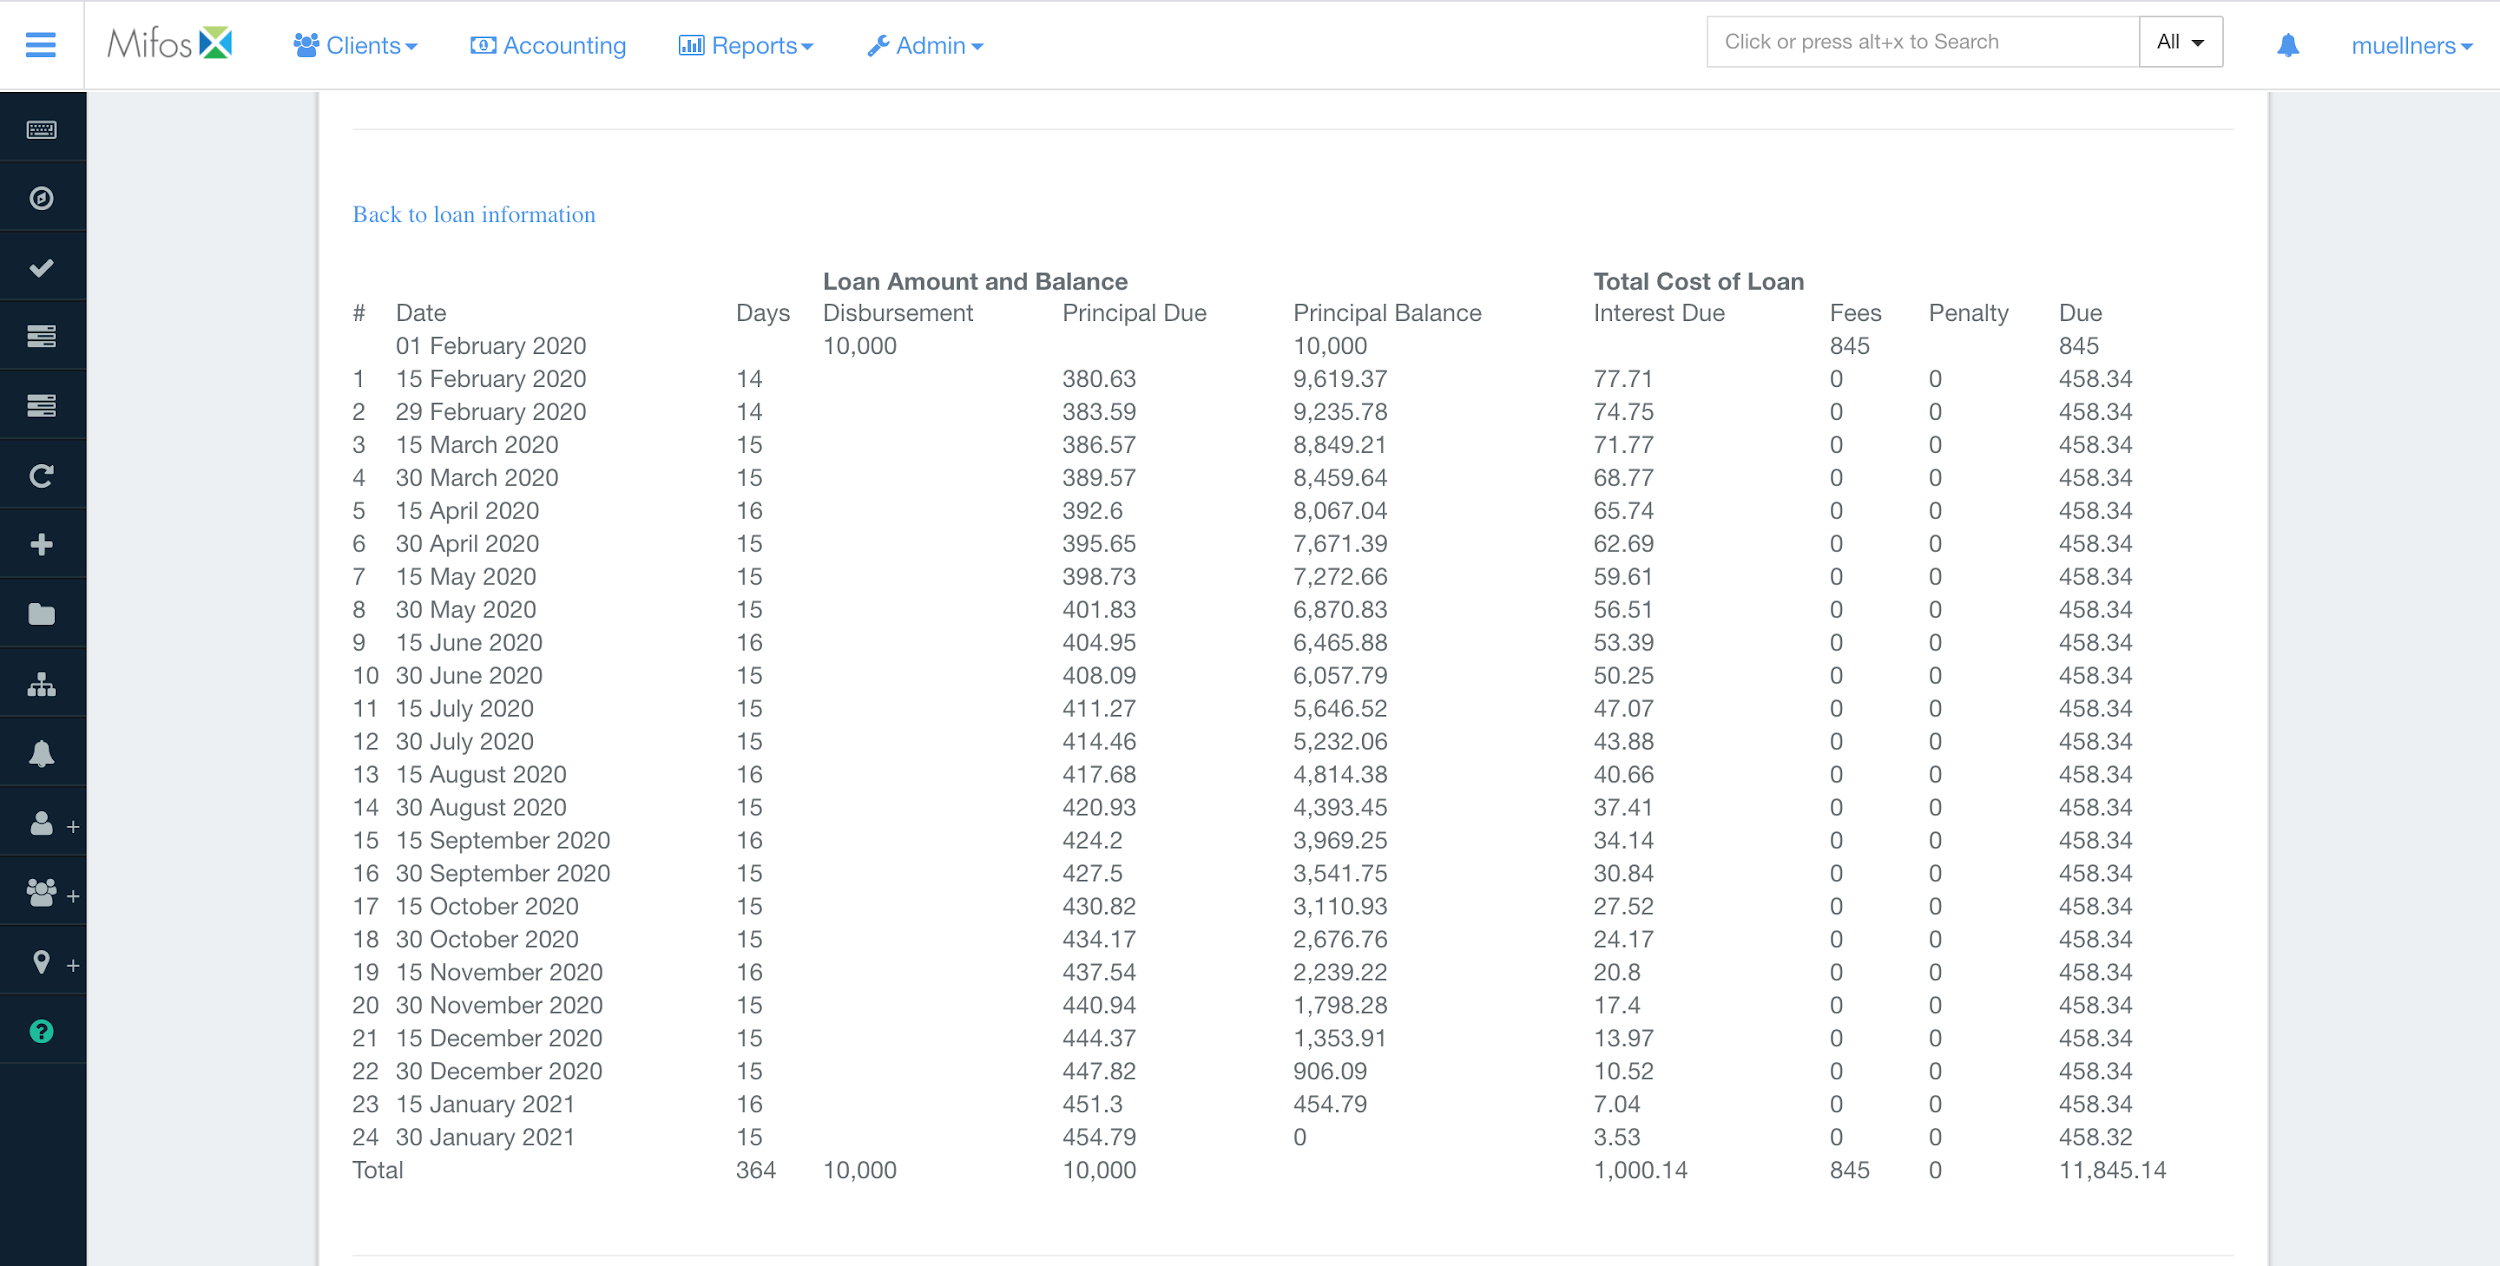 Mifos Clients Accounting Reports Admin Click or press alt+x to Search All muellners
Back to loan information
Loan Amount and Balance Total Cost of Loan
# Date Days Disbursement Principal Due Principal Balance Interest Due Fees Penalty Due
01 February 2020 10,000 10,000 845 845
1 15 February 2020 14 380.63 9,619.37 77.71 0 0 458.34
2 29 February 2020 14 383.59 9,235.78 74.75 0 0 458.34
3 15 March 2020 15 386.57 8,849.21 71.77 0 0 458.34
4 30 March 2020 15 389.57 8,459.64 68.77 0 0 458.34
5 15 April 2020 16 392.6 8,067.04 65.74 0 0 458.34
6 30 April 2020 15 395.65 7,671.39 62.69 0 0 458.34
7 15 May 2020 15 398.73 7,272.66 59.61 0 0 458.34
8 30 May 2020 15 401.83 6,870.83 56.51 0 0 458.34
9 15 June 2020 16 404.95 6,465.88 53.39 0 0 458.34
10 30 June 2020 15 408.09 6,057.79 50.25 0 0 458.34
11 15 July 2020 15 411.27 5,646.52 47.07 0 0 458.34
12 30 July 2020 15 414.46 5,232.06 43.88 0 0 458.34
13 15 August 2020 16 417.68 4,814.38 40.66 0 0 458.34
14 30 August 2020 15 420.93 4,393.45 37.41 0 0 458.34
15 15 September 2020 16 424.2 3,969.25 34.14 0 0 458.34
16 30 September 2020 15 427.5 3,541.75 30.84 0 0 458.34
17 15 October 2020 15 430.82 3,110.93 27.52 0 0 458.34
18 30 October 2020 15 434.17 2,676.76 24.17 0 0 458.34
19 15 November 2020 16 437.54 2,239.22 20.8 0 0 458.34
20 30 November 2020 15 440.94 1,798.28 17.4 0 0 458.34
21 15 December 2020 15 444.37 1,353.91 13.97 0 0 458.34
22 30 December 2020 15 447.82 906.09 10.52 0 0 458.34
23 15 January 2021 16 451.3 454.79 7.04 0 0 458.34
24 30 January 2021 15 454.79 0 3.53 0 0 458.32
Total 364 10,000 10,000 1,000.14 845 0 11,845.14